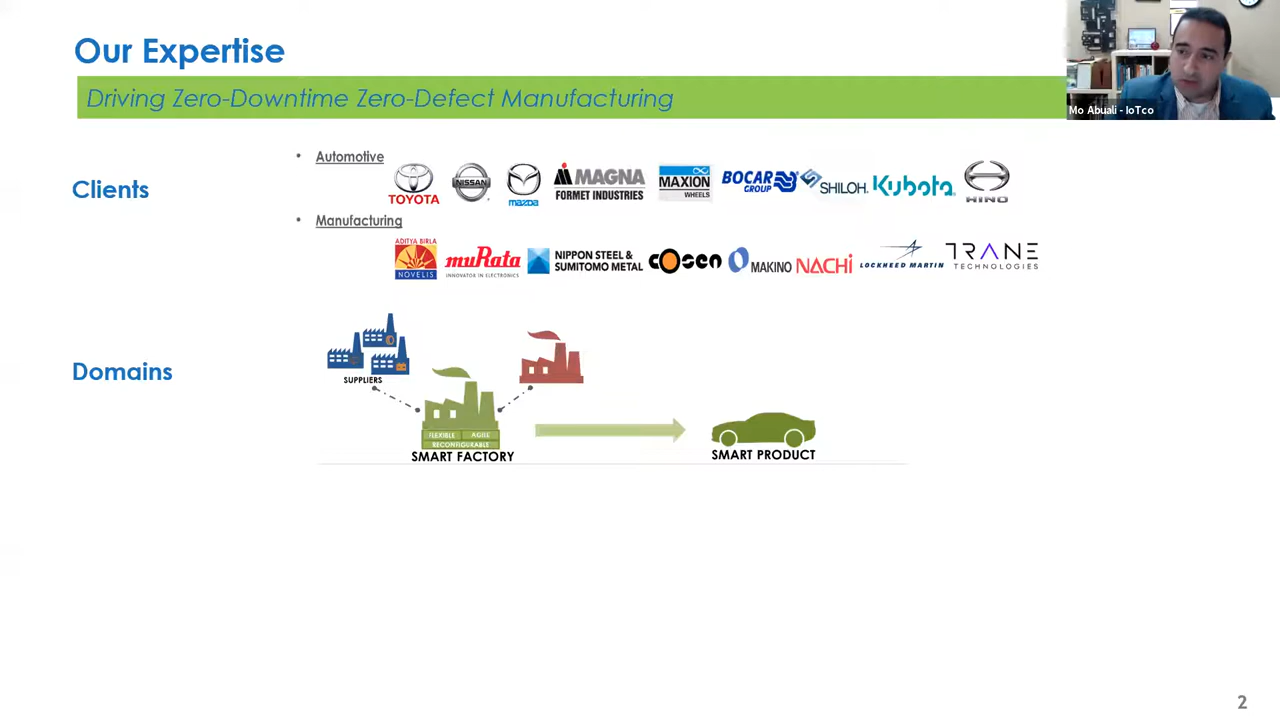 Our Expertise
Driving Zero-Downtime Zero-Defect Manufacturing
Mo Abuali - IoTco
Clients
• Automotive
TOYOTA
NISSAN
mazda
MAGNA
FORMET INDUSTRIES
MAXION
WHEELS
BOCAR
GROUP
SHILOH
Kubota
HINO
• Manufacturing
ADITYA BIRLA
NOVELIS
muRata
INNOVATOR IN ELECTRONICS
NIPPON STEEL &
SUMITOMO METAL
COSEN
MAKINO
NACHi
LOCKHEED MARTIN
TRANE
TECHNOLOGIES
Domains
SUPPLIERS
FLEXIBLE AGILE
RECONFIGURABLE
SMART FACTORY
SMART PRODUCT
2